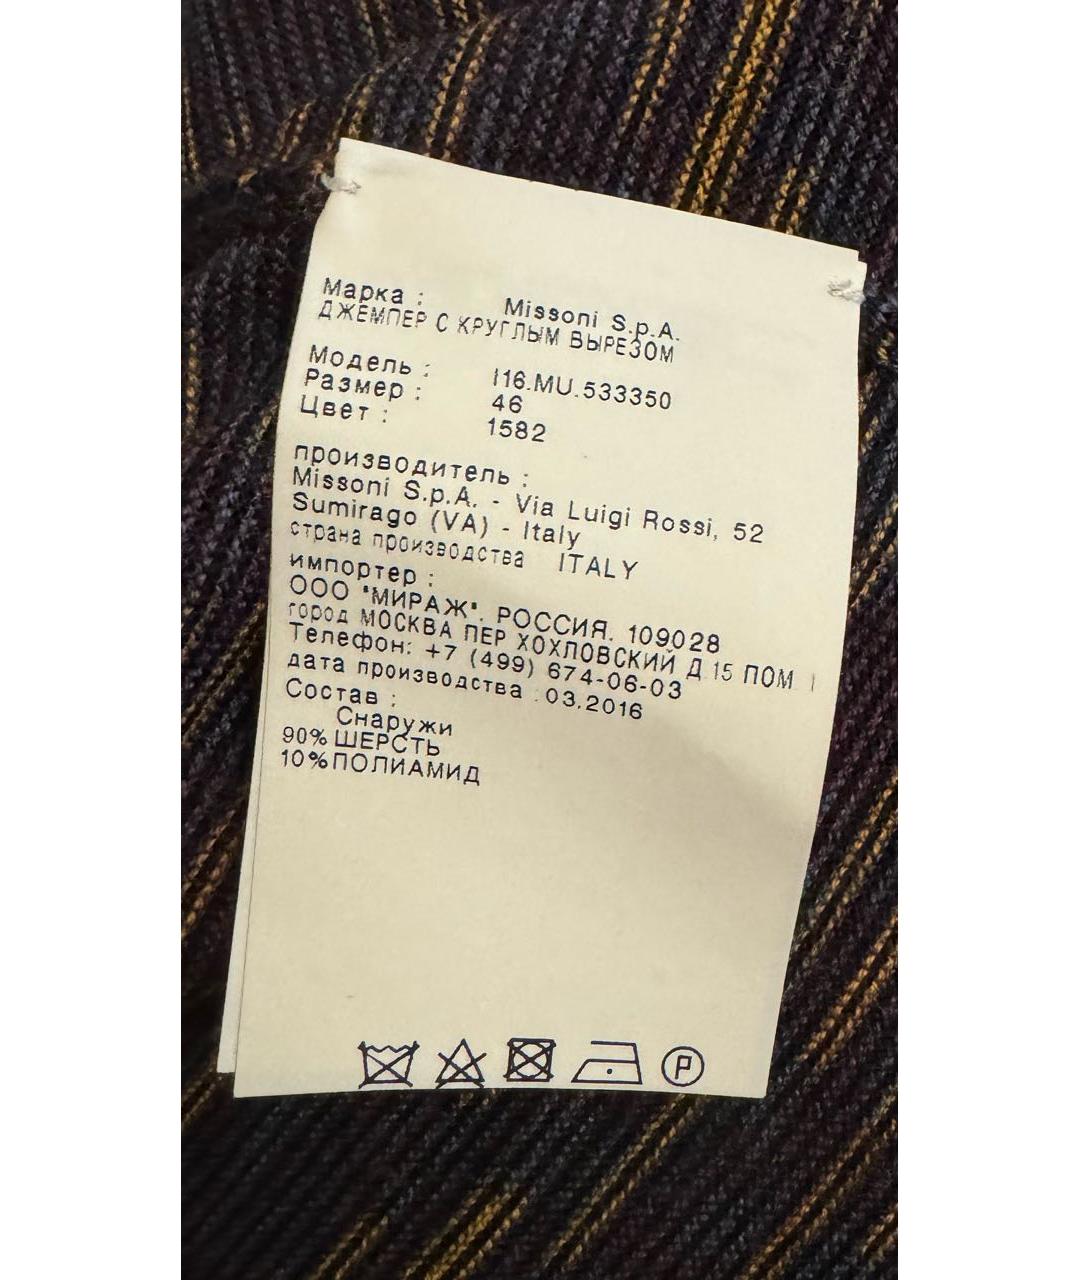 Марка : Missoni S.p.A.
ДЖЕМПЕР С КРУГЛЫМ ВЫРЕЗОМ
Модель : I16.MU.533350
Размер : 46
Цвет : 1582
производитель :
Missoni S.p.A. - Via Luigi Rossi, 52
Sumirago (VA) - Italy
страна производства ITALY
импортер :
ООО "МИРАЖ". РОССИЯ. 109028
город МОСКВА ПЕР ХОХЛОВСКИЙ Д 15 ПОМ I
Телефон: +7 (499) 674-06-03
дата производства : 03.2016
Состав :
Снаружи
90% ШЕРСТЬ
10%ПОЛИАМИД
P